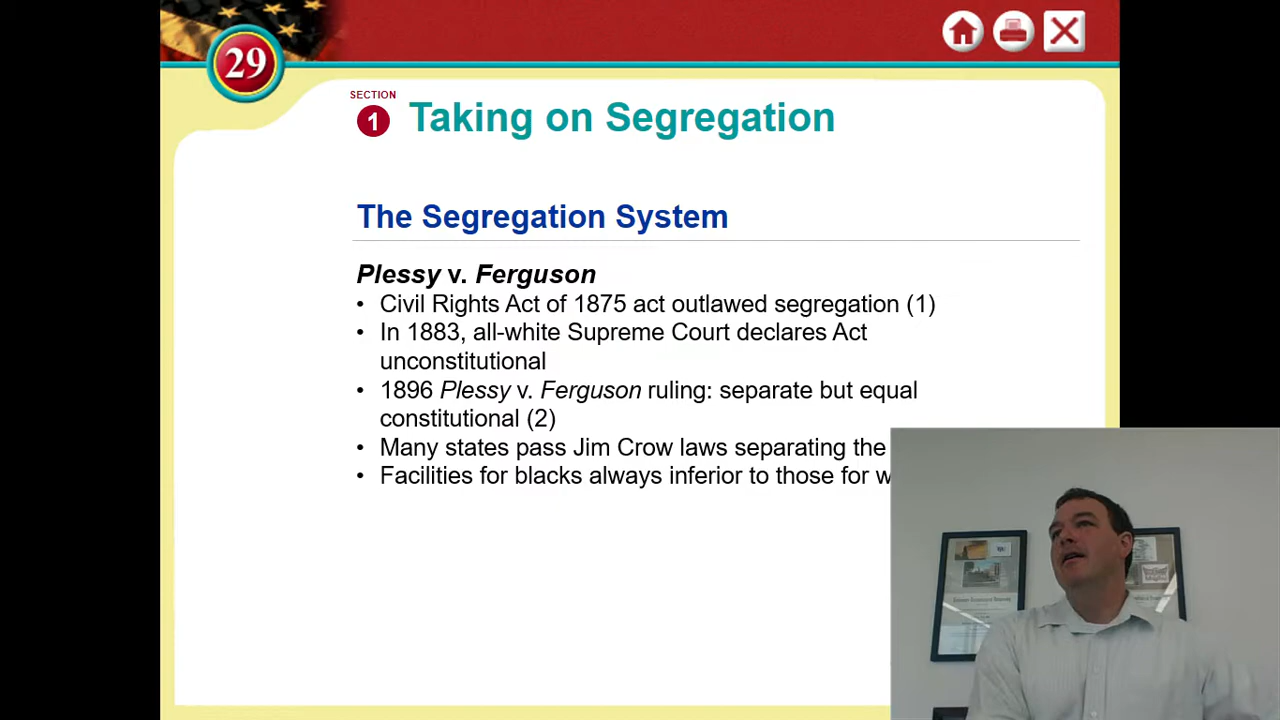 29
SECTION
1
Taking on Segregation
The Segregation System
Plessy v. Ferguson
• Civil Rights Act of 1875 act outlawed segregation (1)
• In 1883, all-white Supreme Court declares Act
unconstitutional
• 1896 Plessy v. Ferguson ruling: separate but equal
constitutional (2)
• Many states pass Jim Crow laws separating the
• Facilities for blacks always inferior to those for w